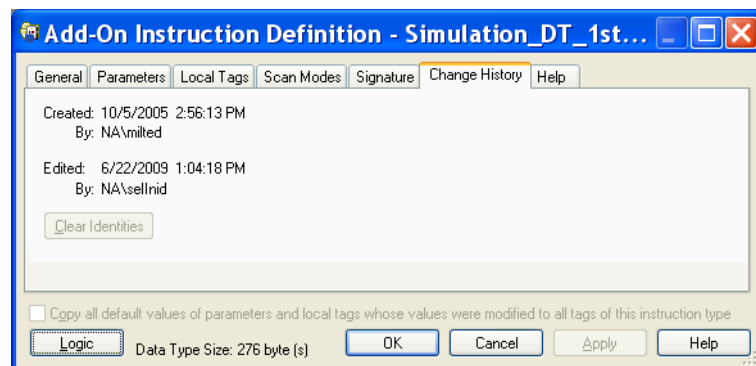 Add-On Instruction Definition - Simulation_DT_1st...
General Parameters Local Tags Scan Modes Signature Change History Help
Created: 10/5/2005 2:56:13 PM
By: NA\milted
Edited: 6/22/2009 1:04:18 PM
By: NA\sellnid
Clear Identities
Copy all default values of parameters and local tags whose values were modified to all tags of this instruction type
Logic Data Type Size: 276 byte (s) OK Cancel Apply Help